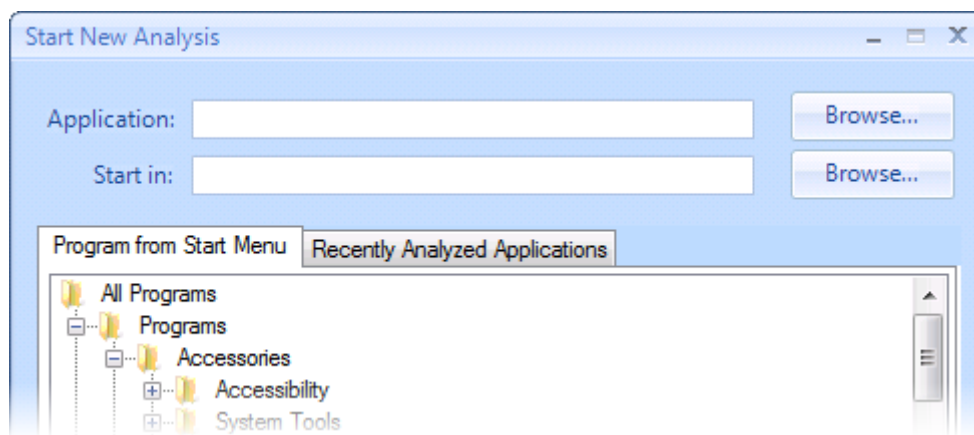 Start New Analysis
Application: Browse...
Start in: Browse...
Program from Start Menu Recently Analyzed Applications
All Programs
Programs
Accessories
Accessibility
System Tools